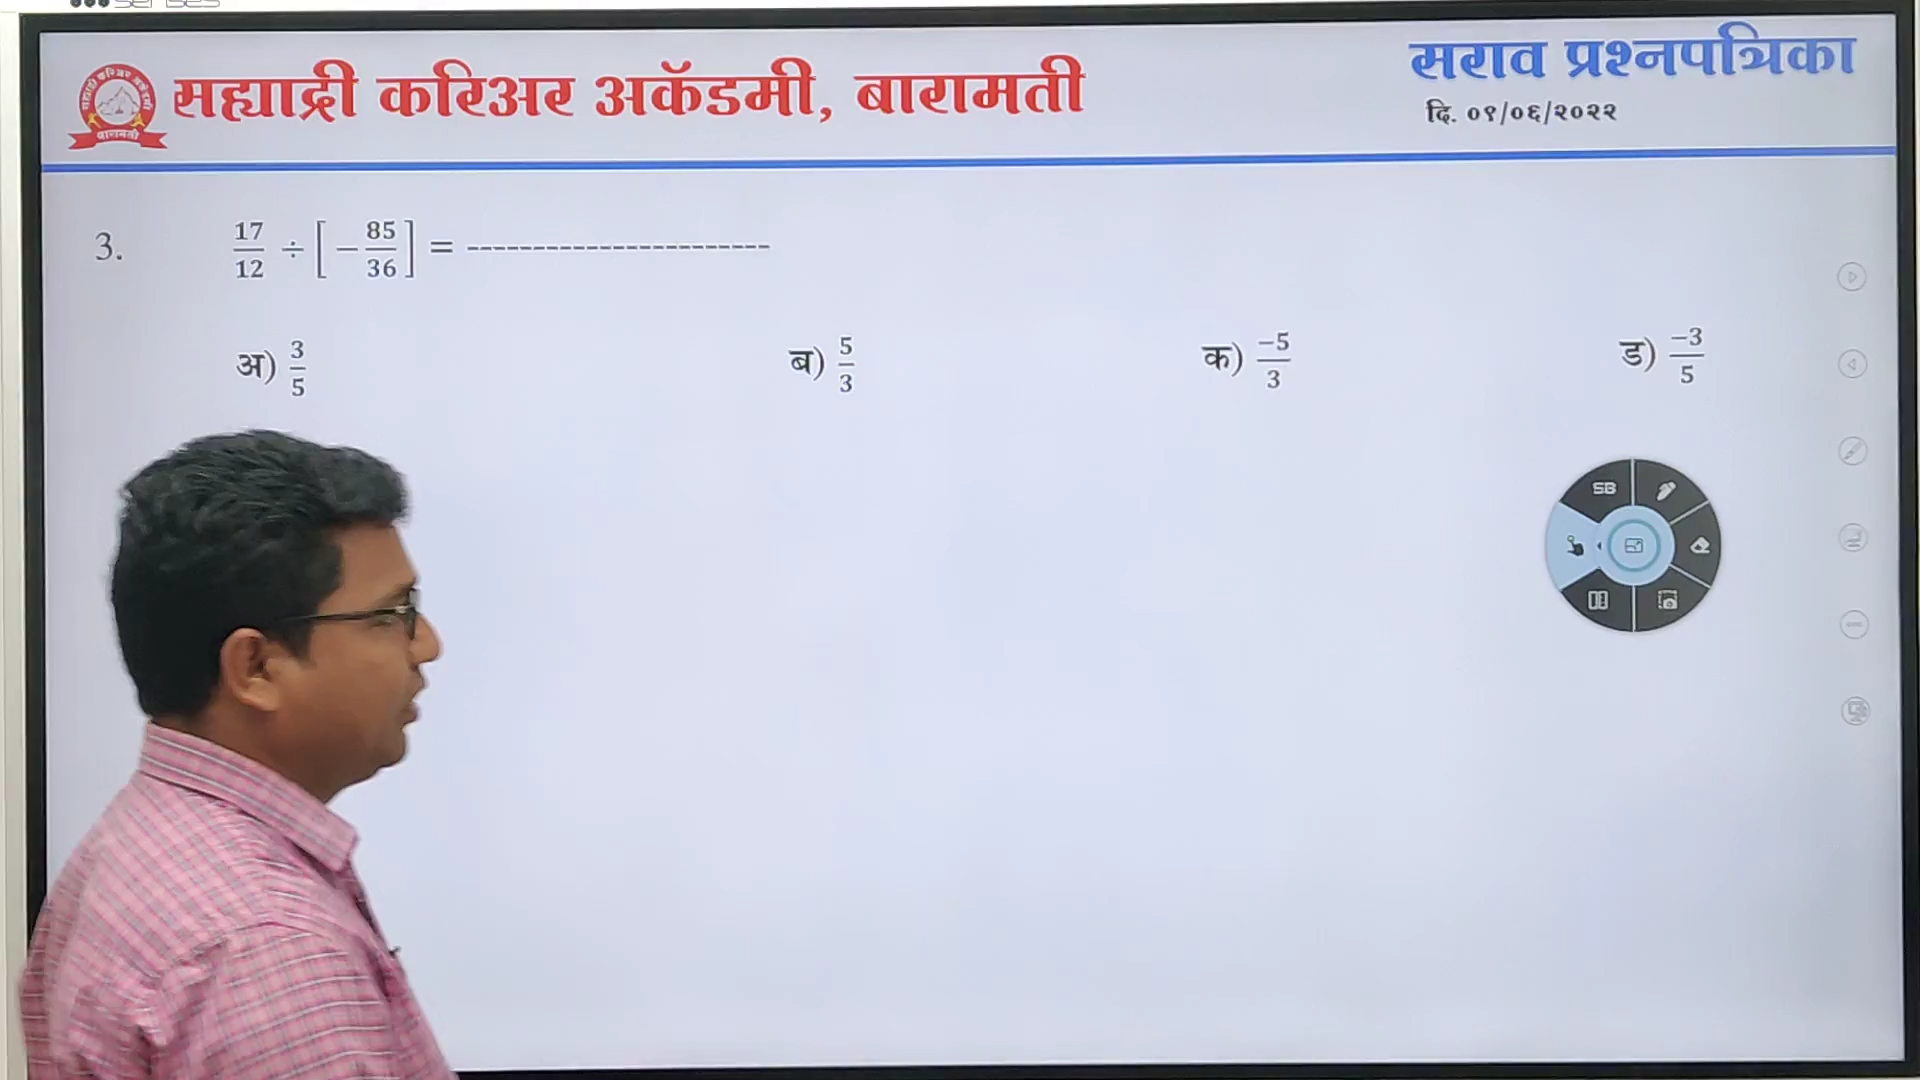 सह्याद्री करिअर अकॅडमी, बारामती
सराव प्रश्नपत्रिका
दि. ०९/०६/२०२२
3. 17/12 ÷ [−85/36] = -----------------------
अ) 3/5 ब) 5/3 क) −5/3 ड) −3/5
SB